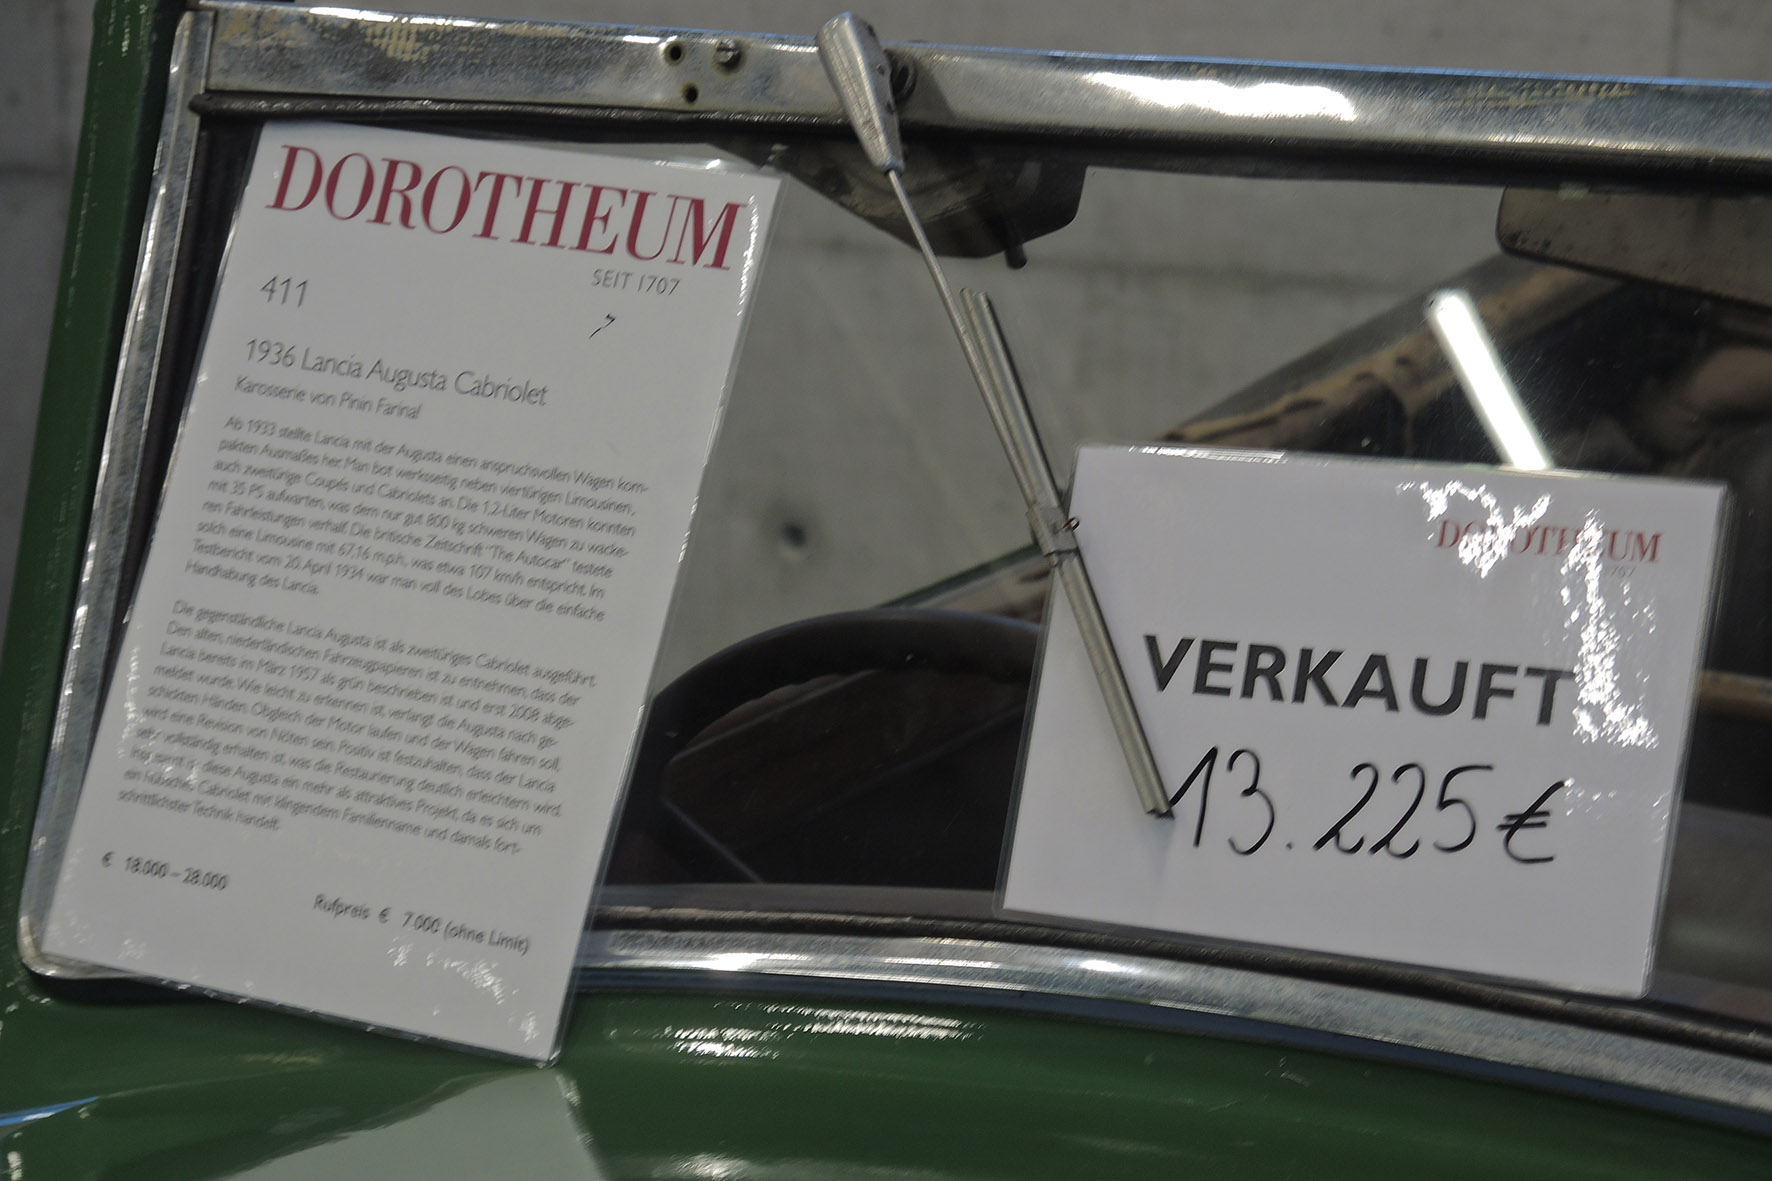 DOROTHEUM
SEIT 1707
411
7
1936 Lancia Augusta Cabriolet
Karosserie von Pinin Farina!
Ab 1933 stellte Lancia mit der Augusta einen anspruchsvollen Wagen kom-
pakten Ausmaßes her. Man bot werksseitig neben viertürigen Limousinen,
auch zweitürige Coupés und Cabriolets an. Die 1,2-Liter Motoren konnten
mit 35 PS aufwarten, was dem nur gut 800 kg schweren Wagen zu wacke-
ren Fahrleistungen verhalf. Die britische Zeitschrift "The Autocar" testete
solch eine Limousine mit 67,16 m.p.h., was etwa 107 km/h entspricht. Im
Testbericht vom 20. April 1934 war man voll des Lobes über die einfache
Handhabung des Lancia.
Die gegenständliche Lancia Augusta ist als zweitüriges Cabriolet ausgeführt.
Den alten, niederländischen Fahrzeugpapieren ist zu entnehmen, dass der
Lancia bereits im März 1957 als grün beschrieben ist und erst 2008 abge-
meldet wurde. Wie leicht zu erkennen ist, verlangt die Augusta nach ge-
schickten Händen. Obgleich der Motor laufen und der Wagen fahren soll,
wird eine Revision von Nöten sein. Positiv ist festzuhalten, dass der Lancia
sehr vollständig erhalten ist, was die Restaurierung deutlich erleichtern wird.
diese Augusta ein mehr als attraktives Projekt, da es sich um
ein hübsches Cabriolet mit klingendem Familienname und damals fort-
schrittlichster Technik handelt.
€ 18.000 – 28.000
Rufpreis € 7.000 (ohne Limit)
DOROTHEUM
1707
VERKAUFT
13.225 €